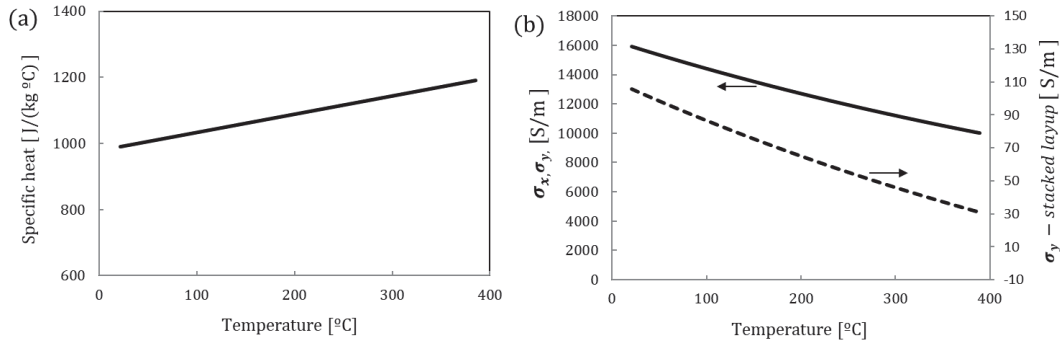 (a)
Specific heat [ J/(kg ºC) ]
1400
1200
1000
800
600
0 100 200 300 400
Temperature [ºC]
(b)
σx, σy, [S/m ]
18000
16000
14000
12000
10000
8000
6000
4000
2000
0
0 100 200 300 400
Temperature [ºC]
150
130
110
90
70
50
30
10
-10
σy − stacked layup [ S/m ]